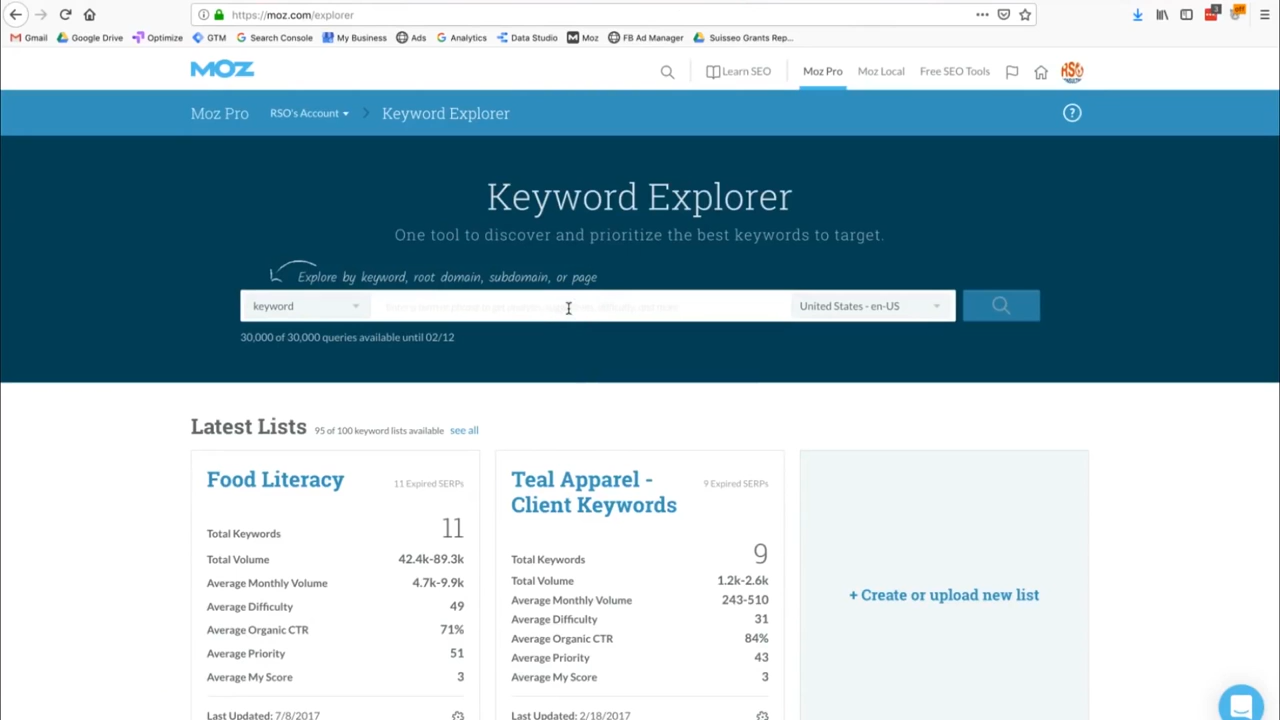 https://moz.com/explorer
Gmail Google Drive Optimize GTM Search Console My Business Ads Analytics Data Studio Moz FB Ad Manager Suisseo Grants Rep...
MOZ Learn SEO Moz Pro Moz Local Free SEO Tools RSO
Moz Pro RSO's Account Keyword Explorer ?
Keyword Explorer
One tool to discover and prioritize the best keywords to target.
Explore by keyword, root domain, subdomain, or page
keyword United States - en-US
30,000 of 30,000 queries available until 02/12
Latest Lists 95 of 100 keyword lists available see all
Food Literacy 11 Expired SERPs
Total Keywords 11
Total Volume 42.4k-89.3k
Average Monthly Volume 4.7k-9.9k
Average Difficulty 49
Average Organic CTR 71%
Average Priority 51
Average My Score 3
Last Updated: 7/8/2017
Teal Apparel - 9 Expired SERPs
Client Keywords
Total Keywords 9
Total Volume 1.2k-2.6k
Average Monthly Volume 243-510
Average Difficulty 31
Average Organic CTR 84%
Average Priority 43
Average My Score 3
Last Updated: 2/18/2017
+ Create or upload new list